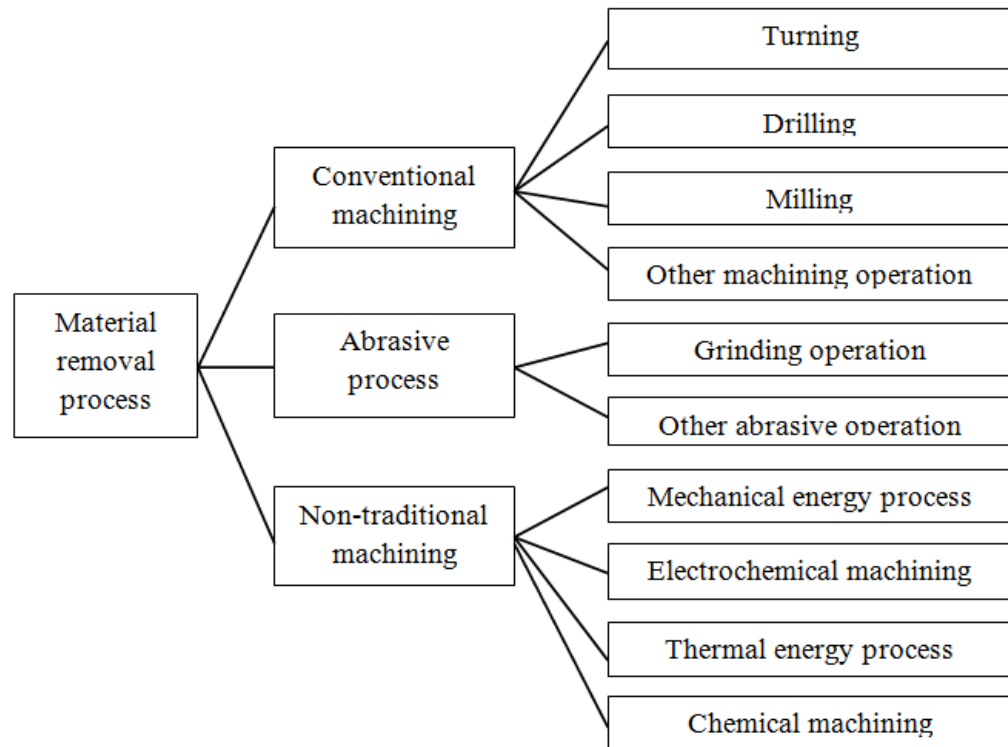 Turning
Drilling
Conventional
machining
Milling
Other machining operation
Material
removal
process
Abrasive
process
Grinding operation
Other abrasive operation
Non-traditional
machining
Mechanical energy process
Electrochemical machining
Thermal energy process
Chemical machining